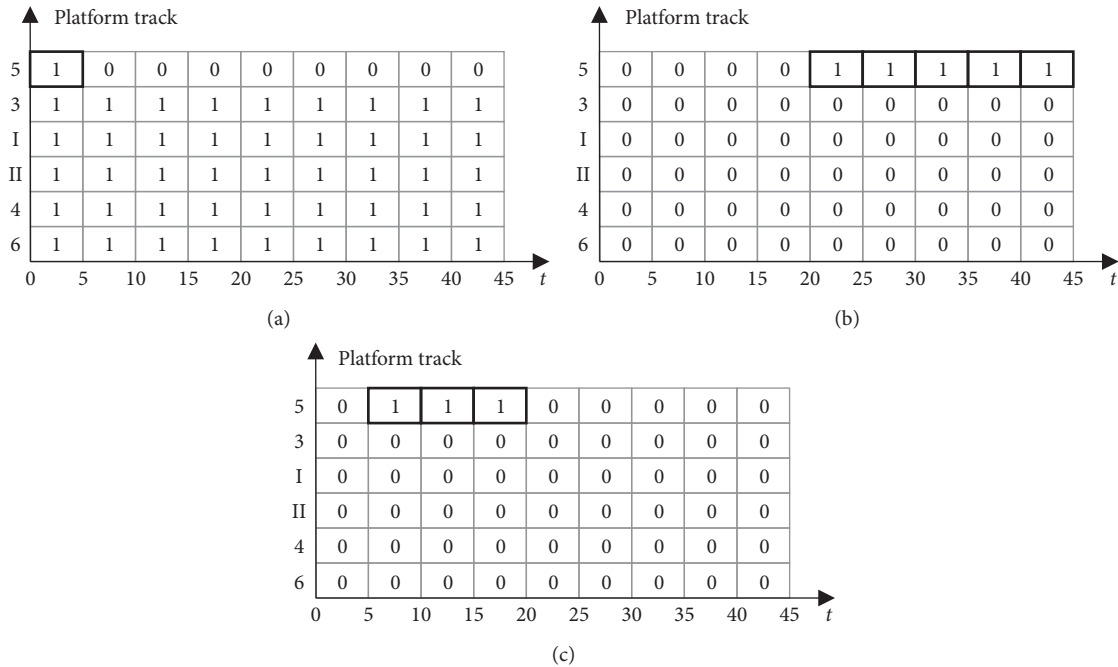 Platform track
5 1 0 0 0 0 0 0 0 0
3 1 1 1 1 1 1 1 1 1
I 1 1 1 1 1 1 1 1 1
II 1 1 1 1 1 1 1 1 1
4 1 1 1 1 1 1 1 1 1
6 1 1 1 1 1 1 1 1 1
0 5 10 15 20 25 30 35 40 45 t
(a)
Platform track
5 0 0 0 0 1 1 1 1 1
3 0 0 0 0 0 0 0 0 0
I 0 0 0 0 0 0 0 0 0
II 0 0 0 0 0 0 0 0 0
4 0 0 0 0 0 0 0 0 0
6 0 0 0 0 0 0 0 0 0
0 5 10 15 20 25 30 35 40 45 t
(b)
Platform track
5 0 1 1 1 0 0 0 0 0
3 0 0 0 0 0 0 0 0 0
I 0 0 0 0 0 0 0 0 0
II 0 0 0 0 0 0 0 0 0
4 0 0 0 0 0 0 0 0 0
6 0 0 0 0 0 0 0 0 0
0 5 10 15 20 25 30 35 40 45 t
(c)